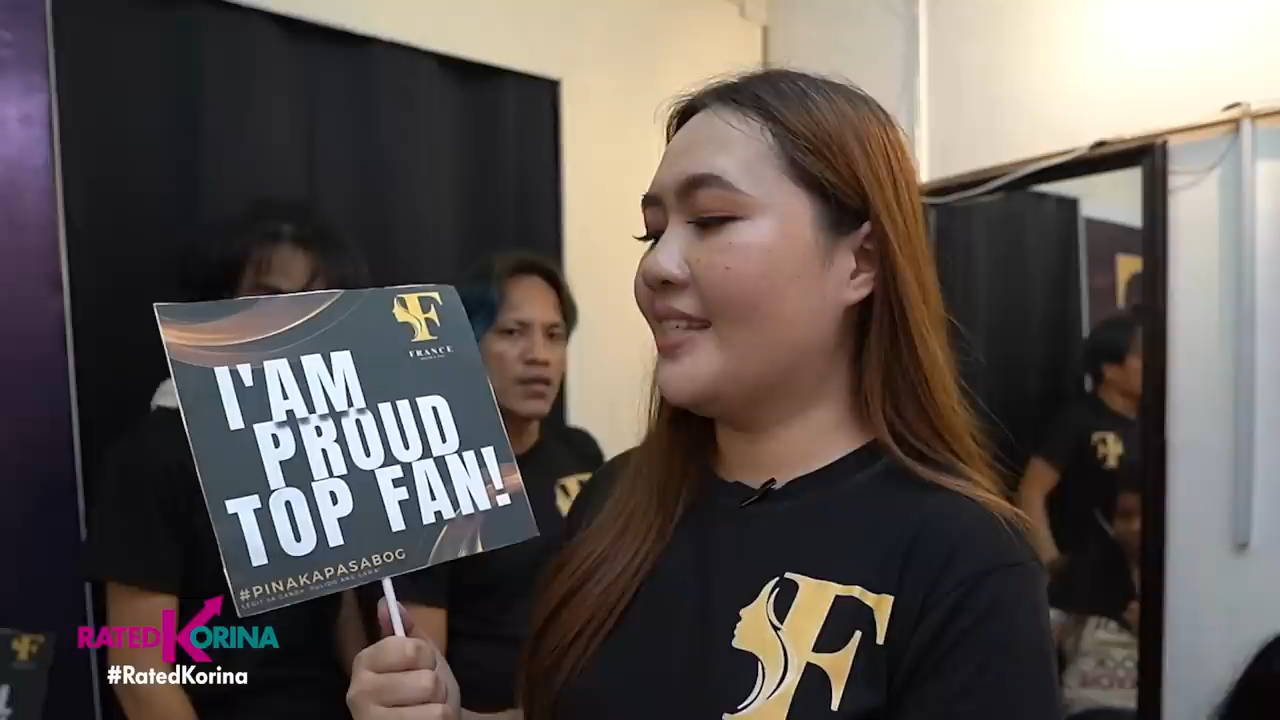 F
FRANCE
I'AM
PROUD
TOP FAN!
#PINAKAPASABOG
RATED KORINA
#RatedKorina
F